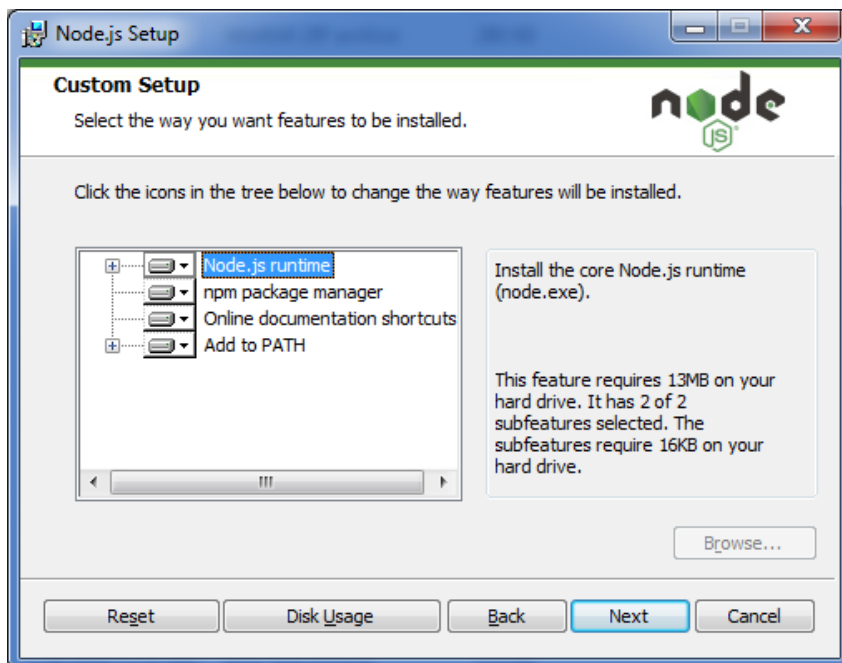 Node.js Setup
Custom Setup
Select the way you want features to be installed.
node
JS
Click the icons in the tree below to change the way features will be installed.
Node.js runtime
npm package manager
Online documentation shortcuts
Add to PATH
Install the core Node.js runtime
(node.exe).
This feature requires 13MB on your
hard drive. It has 2 of 2
subfeatures selected. The
subfeatures require 16KB on your
hard drive.
Browse...
Reset
Disk Usage
Back
Next
Cancel